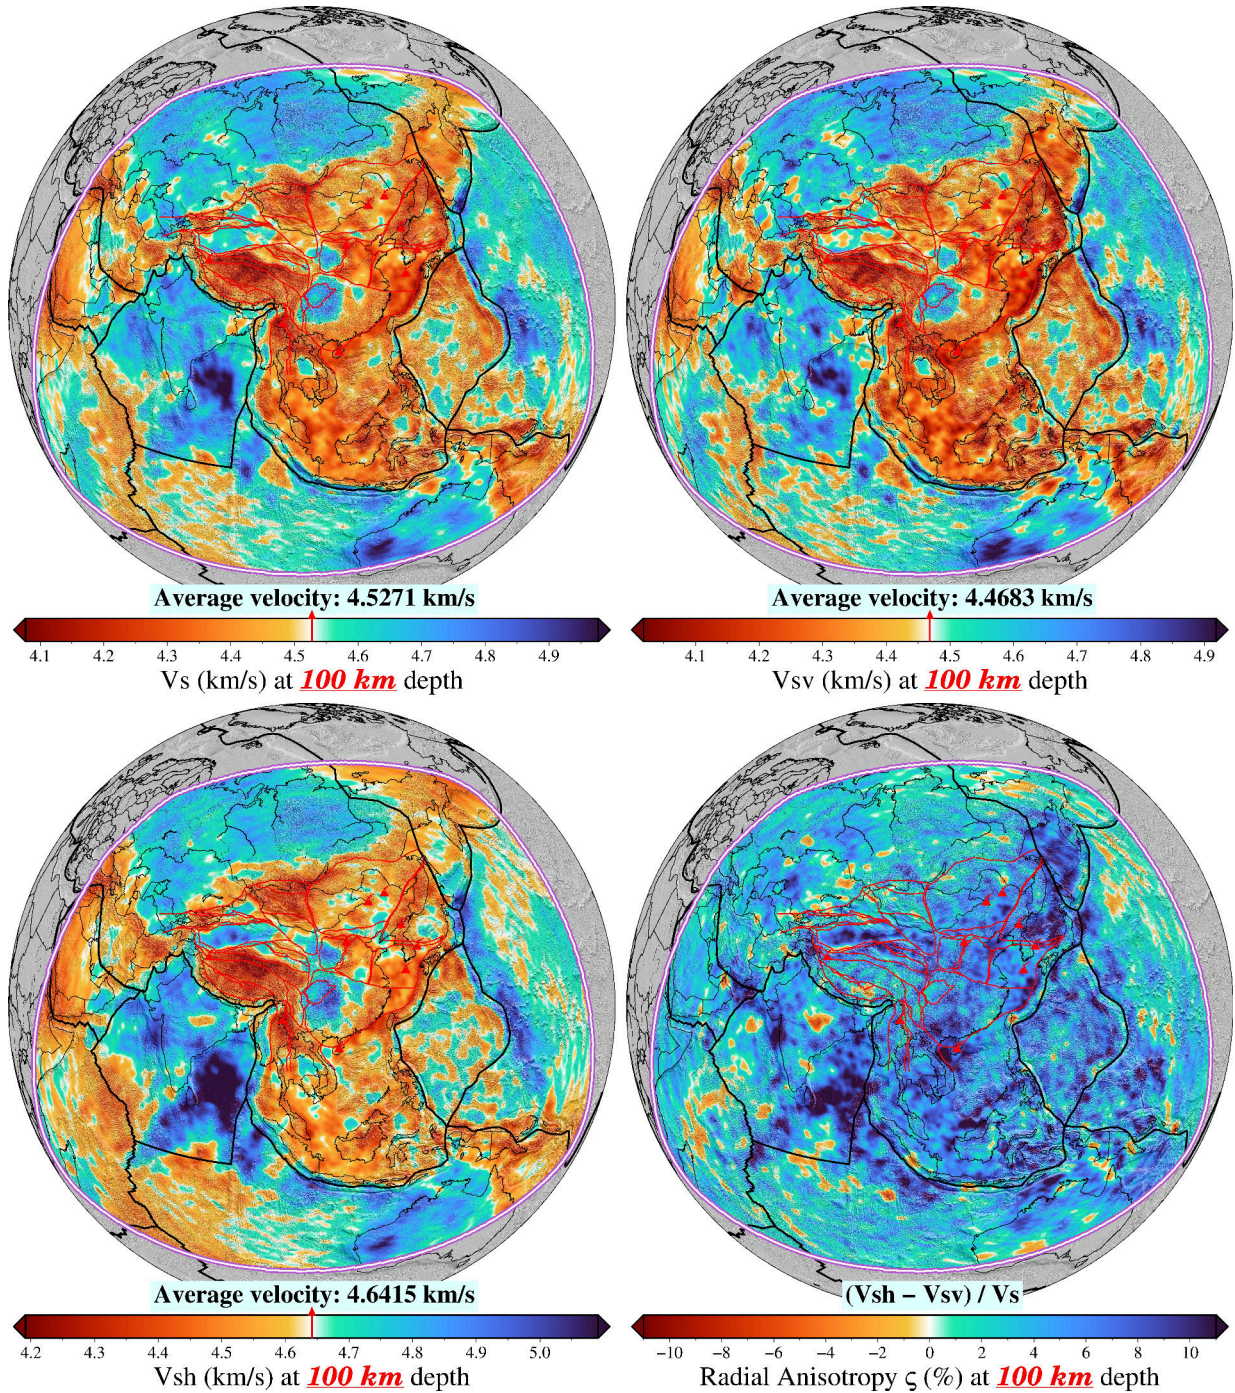 Average velocity: 4.5271 km/s
4.1 4.2 4.3 4.4 4.5 4.6 4.7 4.8 4.9
Vs (km/s) at 100 km depth
Average velocity: 4.4683 km/s
4.1 4.2 4.3 4.4 4.5 4.6 4.7 4.8 4.9
Vsv (km/s) at 100 km depth
Average velocity: 4.6415 km/s
4.2 4.3 4.4 4.5 4.6 4.7 4.8 4.9 5.0
Vsh (km/s) at 100 km depth
(Vsh − Vsv) / Vs
−10 −8 −6 −4 −2 0 2 4 6 8 10
Radial Anisotropy ς (%) at 100 km depth